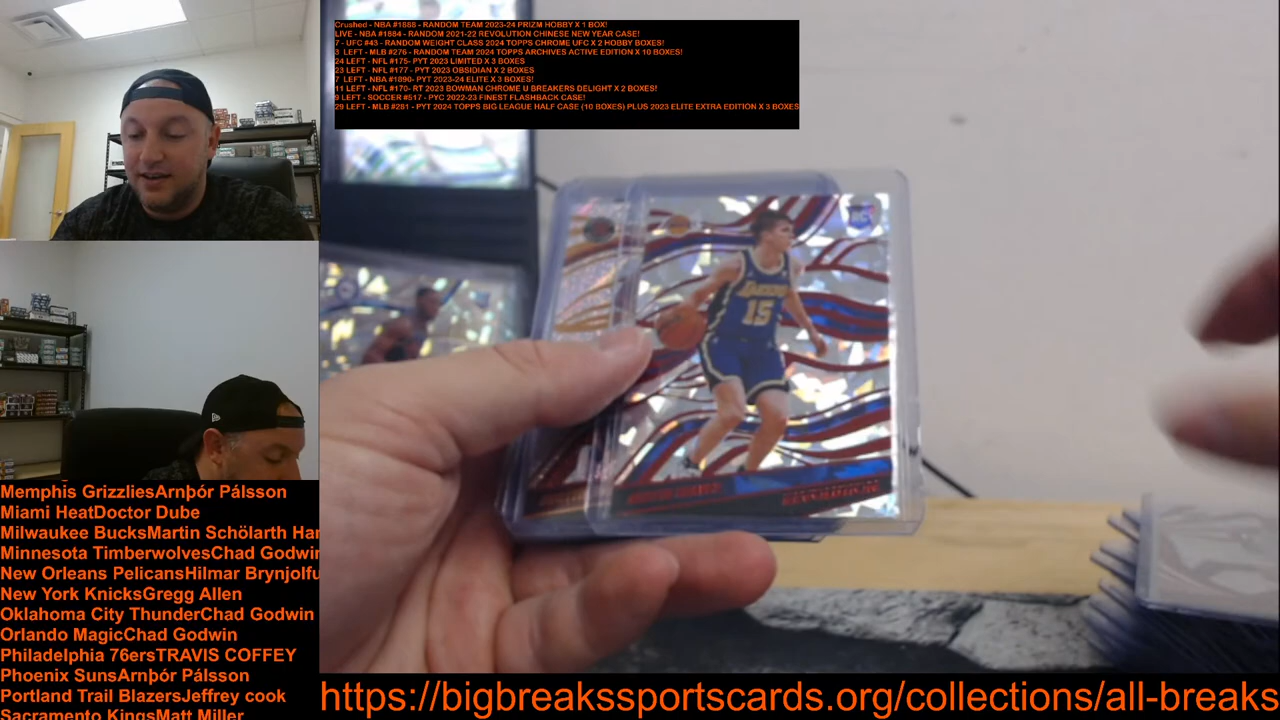 Crushed - NBA #1888 - RANDOM TEAM 2023-24 PRIZM HOBBY X 1 BOX!
LIVE - NBA #1884 - RANDOM 2021-22 REVOLUTION CHINESE NEW YEAR CASE!
7 - UFC #43 - RANDOM WEIGHT CLASS 2024 TOPPS CHROME UFC X 2 HOBBY BOXES!
3 LEFT - MLB #276 - RANDOM TEAM 2024 TOPPS ARCHIVES ACTIVE EDITION X 10 BOXES!
24 LEFT - NFL #175- PYT 2023 LIMITED X 3 BOXES
23 LEFT - NFL #177 - PYT 2023 OBSIDIAN X 2 BOXES
7 LEFT - NBA #1890- PYT 2023-24 ELITE X 3 BOXES!
11 LEFT - NFL #170- RT 2023 BOWMAN CHROME U BREAKERS DELIGHT X 2 BOXES!
9 LEFT - SOCCER #517 - PYC 2022-23 FINEST FLASHBACK CASE!
29 LEFT - MLB #281 - PYT 2024 TOPPS BIG LEAGUE HALF CASE (10 BOXES) PLUS 2023 ELITE EXTRA EDITION X 3 BOXES
RC
15
Memphis GrizzliesArnþór Pálsson
Miami HeatDoctor Dube
Milwaukee BucksMartin Schölarth Har
Minnesota TimberwolvesChad Godwin
New Orleans PelicansHilmar Brynjolfu
New York KnicksGregg Allen
Oklahoma City ThunderChad Godwin
Orlando MagicChad Godwin
Philadelphia 76ersTRAVIS COFFEY
Phoenix SunsArnþór Pálsson
Portland Trail BlazersJeffrey cook
Sacramento KingsMatt Miller
https://bigbreakssportscards.org/collections/all-breaks